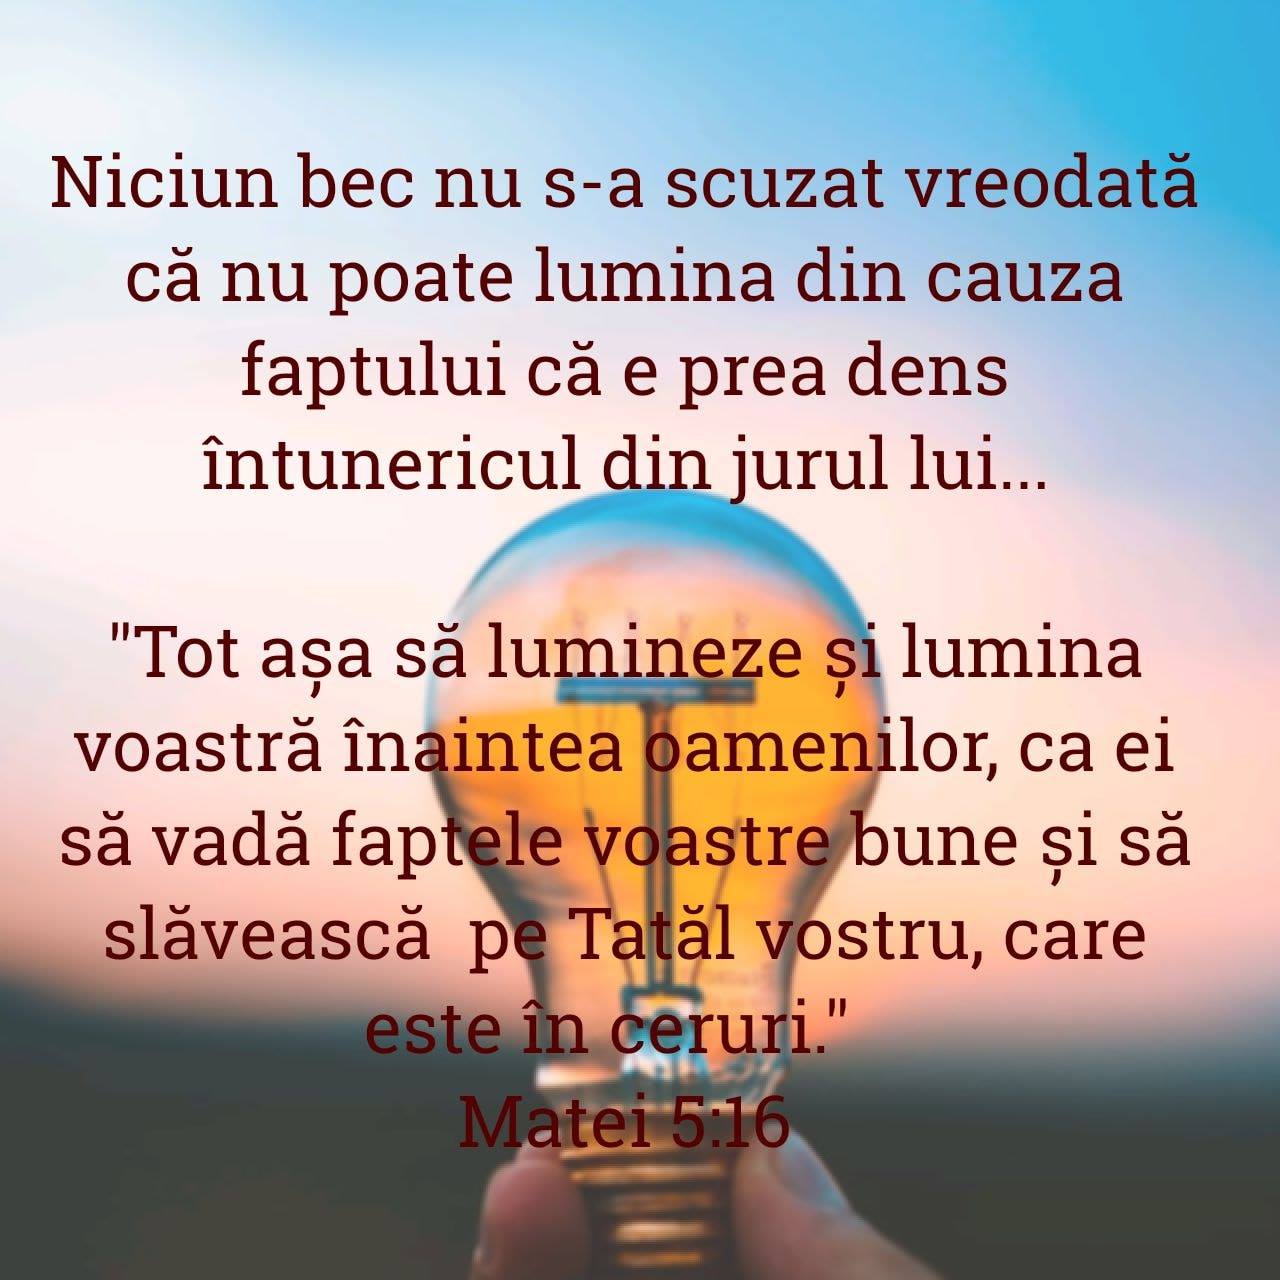 Niciun bec nu s-a scuzat vreodată
că nu poate lumina din cauza
faptului că e prea dens
întunericul din jurul lui...
"Tot așa să lumineze și lumina
voastră înaintea oamenilor, ca ei
să vadă faptele voastre bune și să
slăvească  pe Tatăl vostru, care
este în ceruri."
Matei 5:16